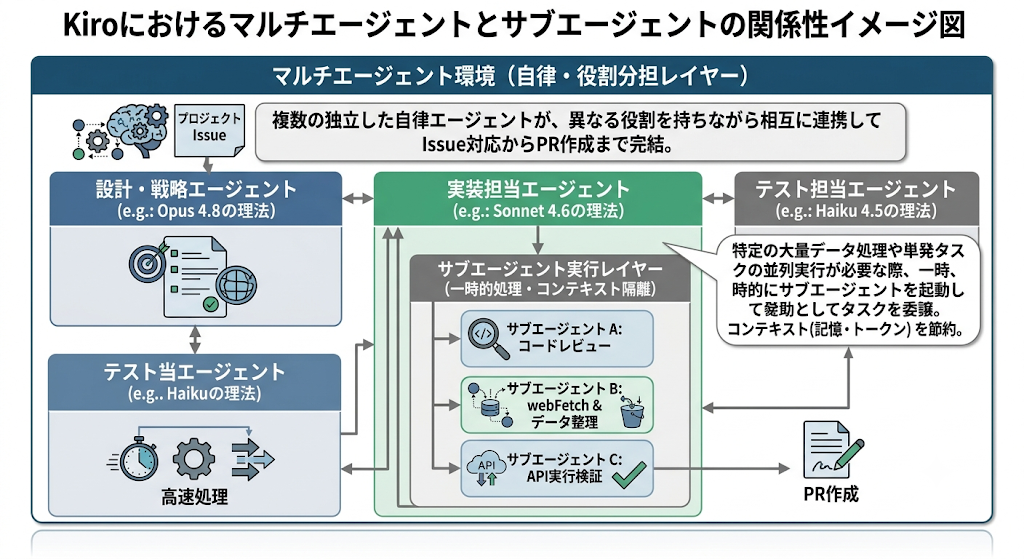 Kiroにおけるマルチエージェントとサブエージェントの関係性イメージ図
マルチエージェント環境（自律・役割分担レイヤー）
プロジェクト
Issue
複数の独立した自律エージェントが、異なる役割を持ちながら相互に連携して
Issue対応からPR作成まで完結。
設計・戦略エージェント
(e.g.: Opus 4.8の理法)
実装担当エージェント
(e.g.: Sonnet 4.6の理法)
テスト担当エージェント
(e.g.: Haiku 4.5の理法)
特定の大量データ処理や単発タス
クの並列実行が必要な際、一時、
時的にサブエージェントを起動し
て
助としてタスクを委譲。
コンテキスト(記憶・トークン) を節約。
サブエージェント実行レイヤー
（一時的処理・コンテキスト隔離）
サブエージェント A:
コードレビュー
サブエージェント B:
webFetch &
データ整理
API
サブエージェント C:
API実行検証
テスト当エージェント
(e.g.. Haikuの理法)
高速処理
PR作成